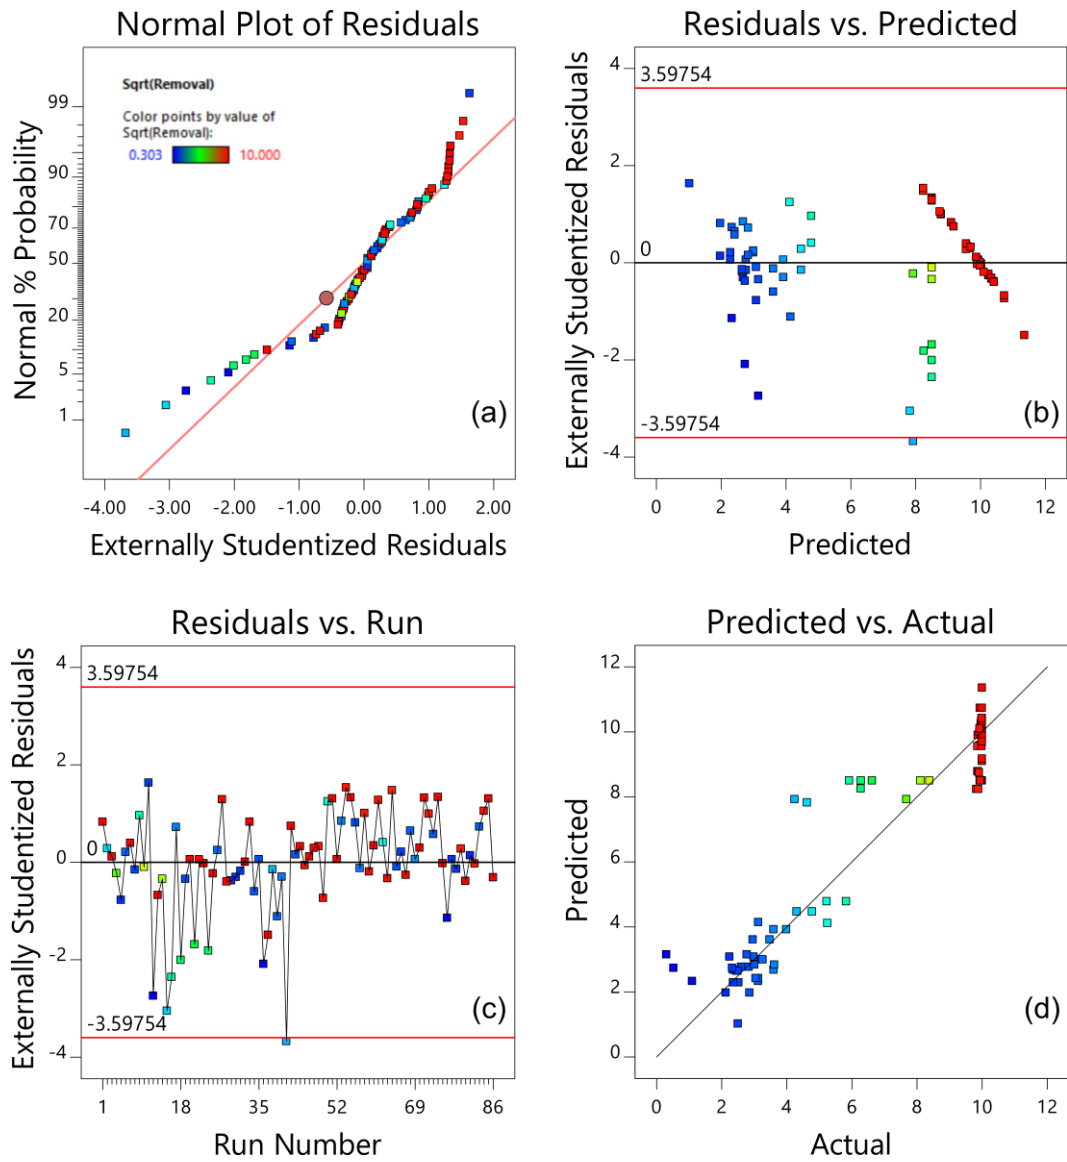 Normal Plot of Residuals
Sqrt(Removal)
Color points by value of
Sqrt(Removal):
0.303 10.000
Normal % Probability
99
90
70
50
20
5
1
(a)
-4.00 -3.00 -2.00 -1.00 0.00 1.00 2.00
Externally Studentized Residuals
Residuals vs. Predicted
Externally Studentized Residuals
4
2
0
-2
-4
3.59754
0
-3.59754
(b)
0 2 4 6 8 10 12
Predicted
Residuals vs. Run
Externally Studentized Residuals
4
2
0
-2
-4
3.59754
0
-3.59754
(c)
1 18 35 52 69 86
Run Number
Predicted vs. Actual
Predicted
12
10
8
6
4
2
0
(d)
0 2 4 6 8 10 12
Actual